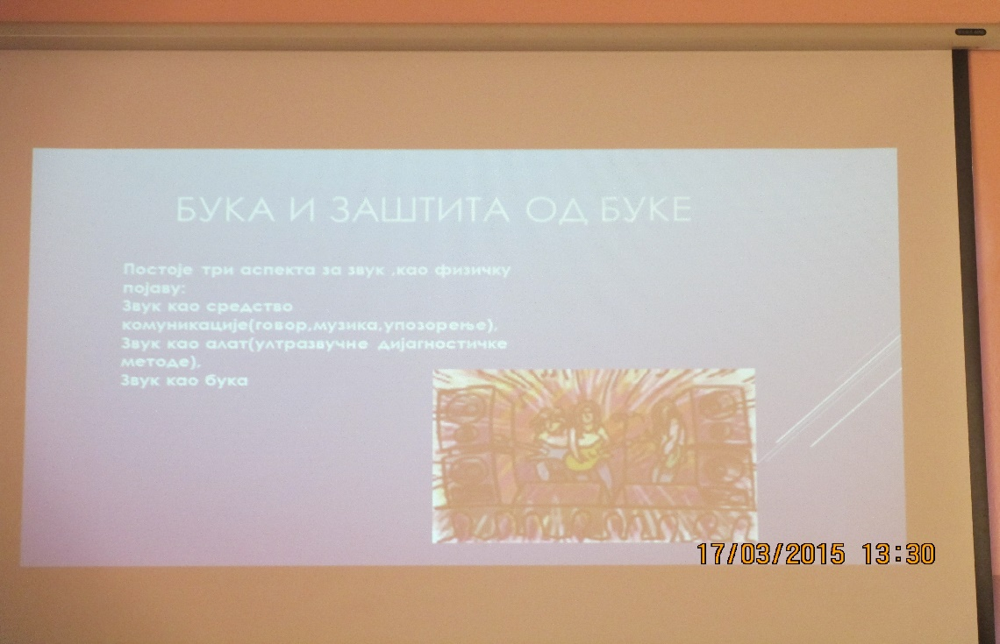 БУКА И ЗАШТИТА ОД БУКЕ
Постоје три аспекта за звук ,као физичку
појаву:
Звук као средство
комуникације(говор,музика,упозорење),
Звук као алат(ултразвучне дијагностичке
методе),
Звук као бука
17/03/2015 13:30